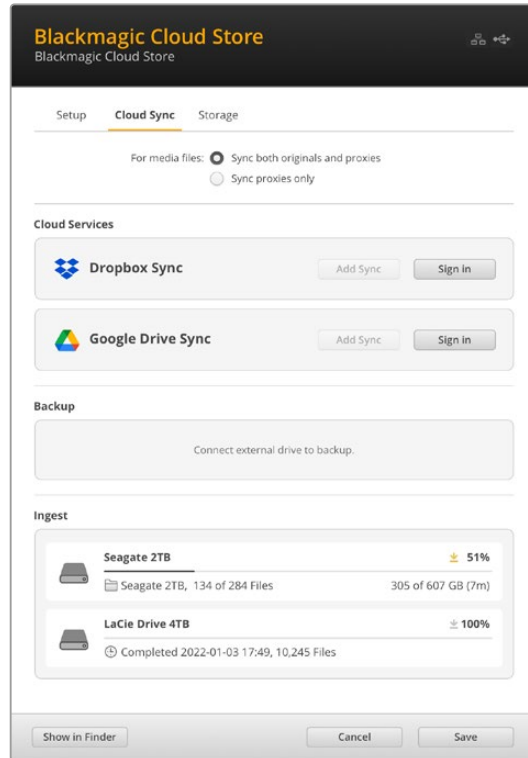 Blackmagic Cloud Store
Blackmagic Cloud Store
Setup Cloud Sync Storage
For media files: Sync both originals and proxies
Sync proxies only
Cloud Services
Dropbox Sync Add Sync Sign in
Google Drive Sync Add Sync Sign in
Backup
Connect external drive to backup.
Ingest
Seagate 2TB 51%
Seagate 2TB, 134 of 284 Files 305 of 607 GB (7m)
LaCie Drive 4TB 100%
Completed 2022-01-03 17:49, 10,245 Files
Show in Finder Cancel Save